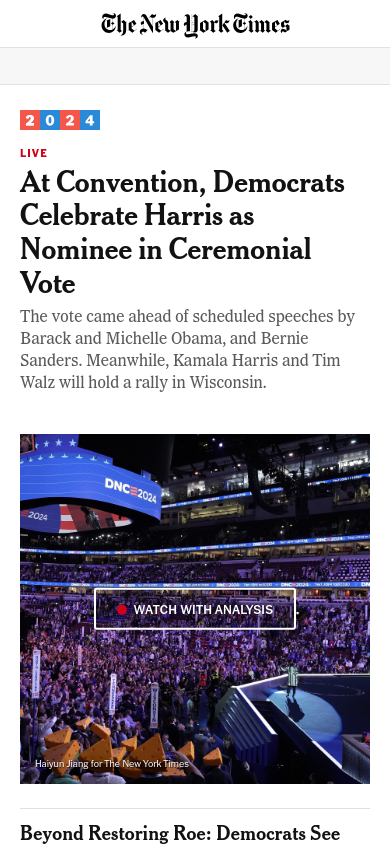 The New York Times
2024
LIVE
At Convention, Democrats
Celebrate Harris as
Nominee in Ceremonial
Vote
The vote came ahead of scheduled speeches by
Barack and Michelle Obama, and Bernie
Sanders. Meanwhile, Kamala Harris and Tim
Walz will hold a rally in Wisconsin.
DNC2024
2024
WATCH WITH ANALYSIS
Haiyun Jiang for The New York Times
Beyond Restoring Roe: Democrats See